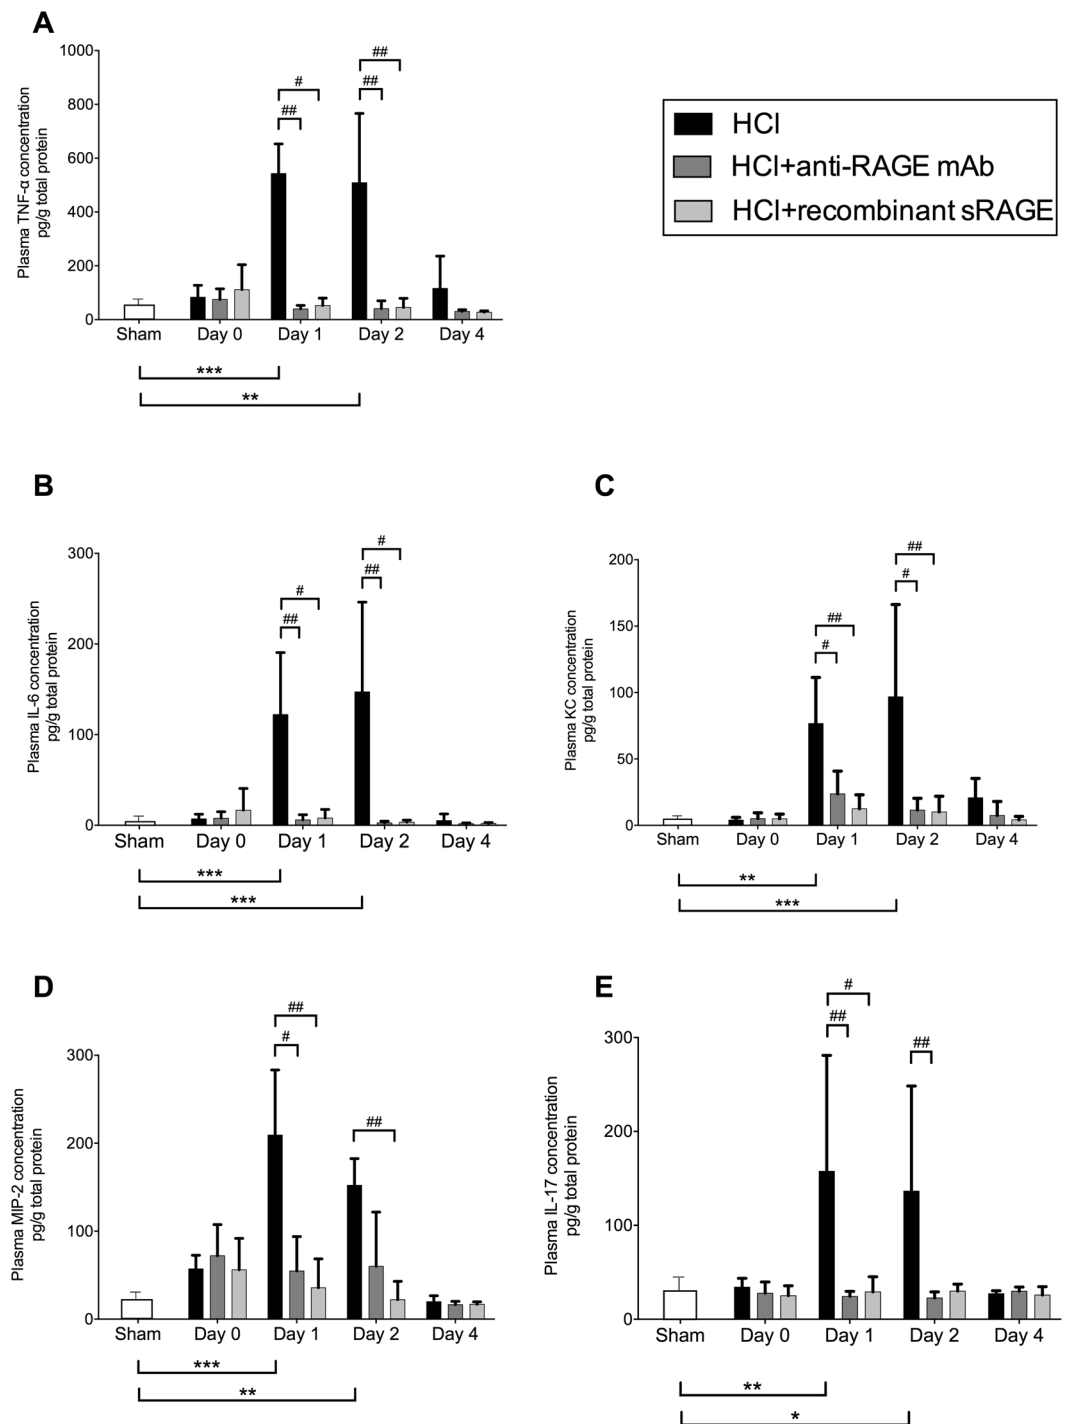 A
Plasma TNF-α concentration
pg/g total protein
1000
800
600
400
200
0
#
##
##
##
Sham Day 0 Day 1 Day 2 Day 4
***
**
HCl
HCl+anti-RAGE mAb
HCl+recombinant sRAGE
B
Plasma IL-6 concentration
pg/g total protein
300
200
100
0
#
##
#
##
Sham Day 0 Day 1 Day 2 Day 4
***
***
C
Plasma KC concentration
pg/g total protein
200
150
100
50
0
##
#
##
#
Sham Day 0 Day 1 Day 2 Day 4
**
***
D
Plasma MIP-2 concentration
pg/g total protein
300
200
100
0
##
#
##
Sham Day 0 Day 1 Day 2 Day 4
***
**
E
Plasma IL-17 concentration
pg/g total protein
300
200
100
0
#
##
##
Sham Day 0 Day 1 Day 2 Day 4
**
*